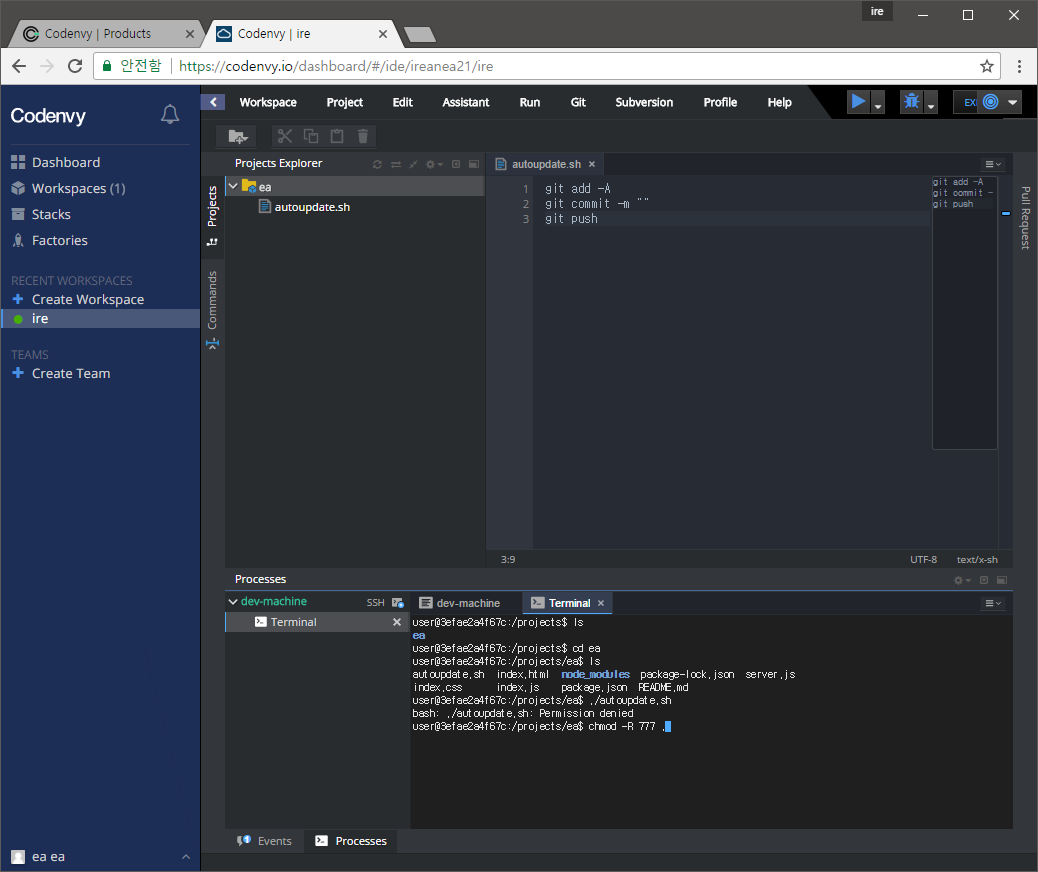 ire
Codenvy | Products
Codenvy | ire
안전함
https://codenvy.io/dashboard/#/ide/ireanea21/ire
Codenvy
Workspace Project Edit Assistant Run Git Subversion Profile Help
EX
Dashboard
Workspaces (1)
Stacks
Factories
RECENT WORKSPACES
Create Workspace
ire
TEAMS
Create Team
ea ea
Projects
Commands
Projects Explorer
ea
autoupdate.sh
autoupdate.sh
1 git add -A
2 git commit -m ""
3 git push
git add -A
git commit -
git push
Pull Request
3:9
UTF-8 text/x-sh
Processes
dev-machine SSH
Terminal
dev-machine
Terminal
user@3efae2a4f67c:/projects$ ls
ea
user@3efae2a4f67c:/projects$ cd ea
user@3efae2a4f67c:/projects/ea$ ls
autoupdate.sh index.html node_modules package-lock.json server.js
index.css index.js package.json README.md
user@3efae2a4f67c:/projects/ea$ ./autoupdate.sh
bash: ./autoupdate.sh: Permission denied
user@3efae2a4f67c:/projects/ea$ chmod -R 777 .
Events
Processes